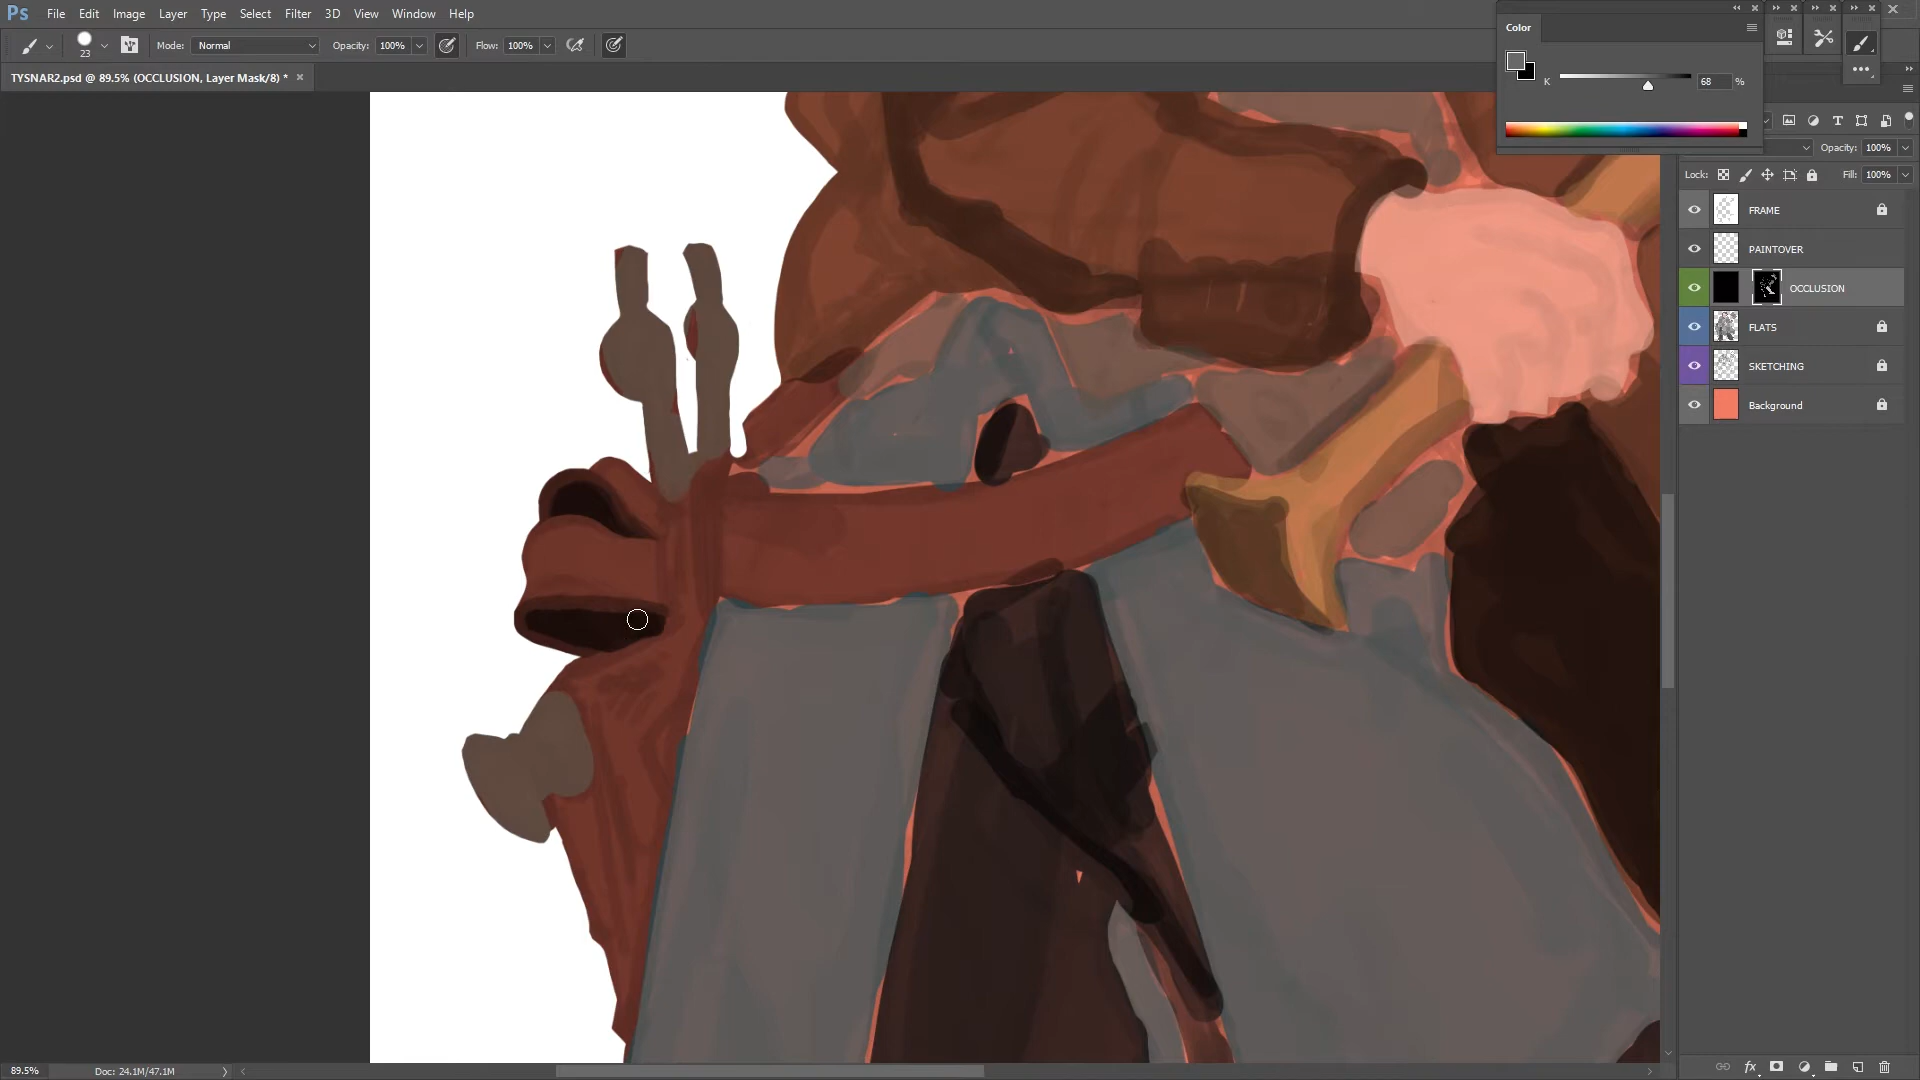 Ps File Edit Image Layer Type Select Filter 3D View Window Help
23 Mode: Normal Opacity: 100% Flow: 100%
TYSNAR2.psd @ 89.5% (OCCLUSION, Layer Mask/8) * ×
Color
K 68 %
Opacity: 100%
Lock: Fill: 100%
FRAME
PAINTOVER
OCCLUSION
FLATS
SKETCHING
Background
fx
89.5% Doc: 24.1M/47.1M